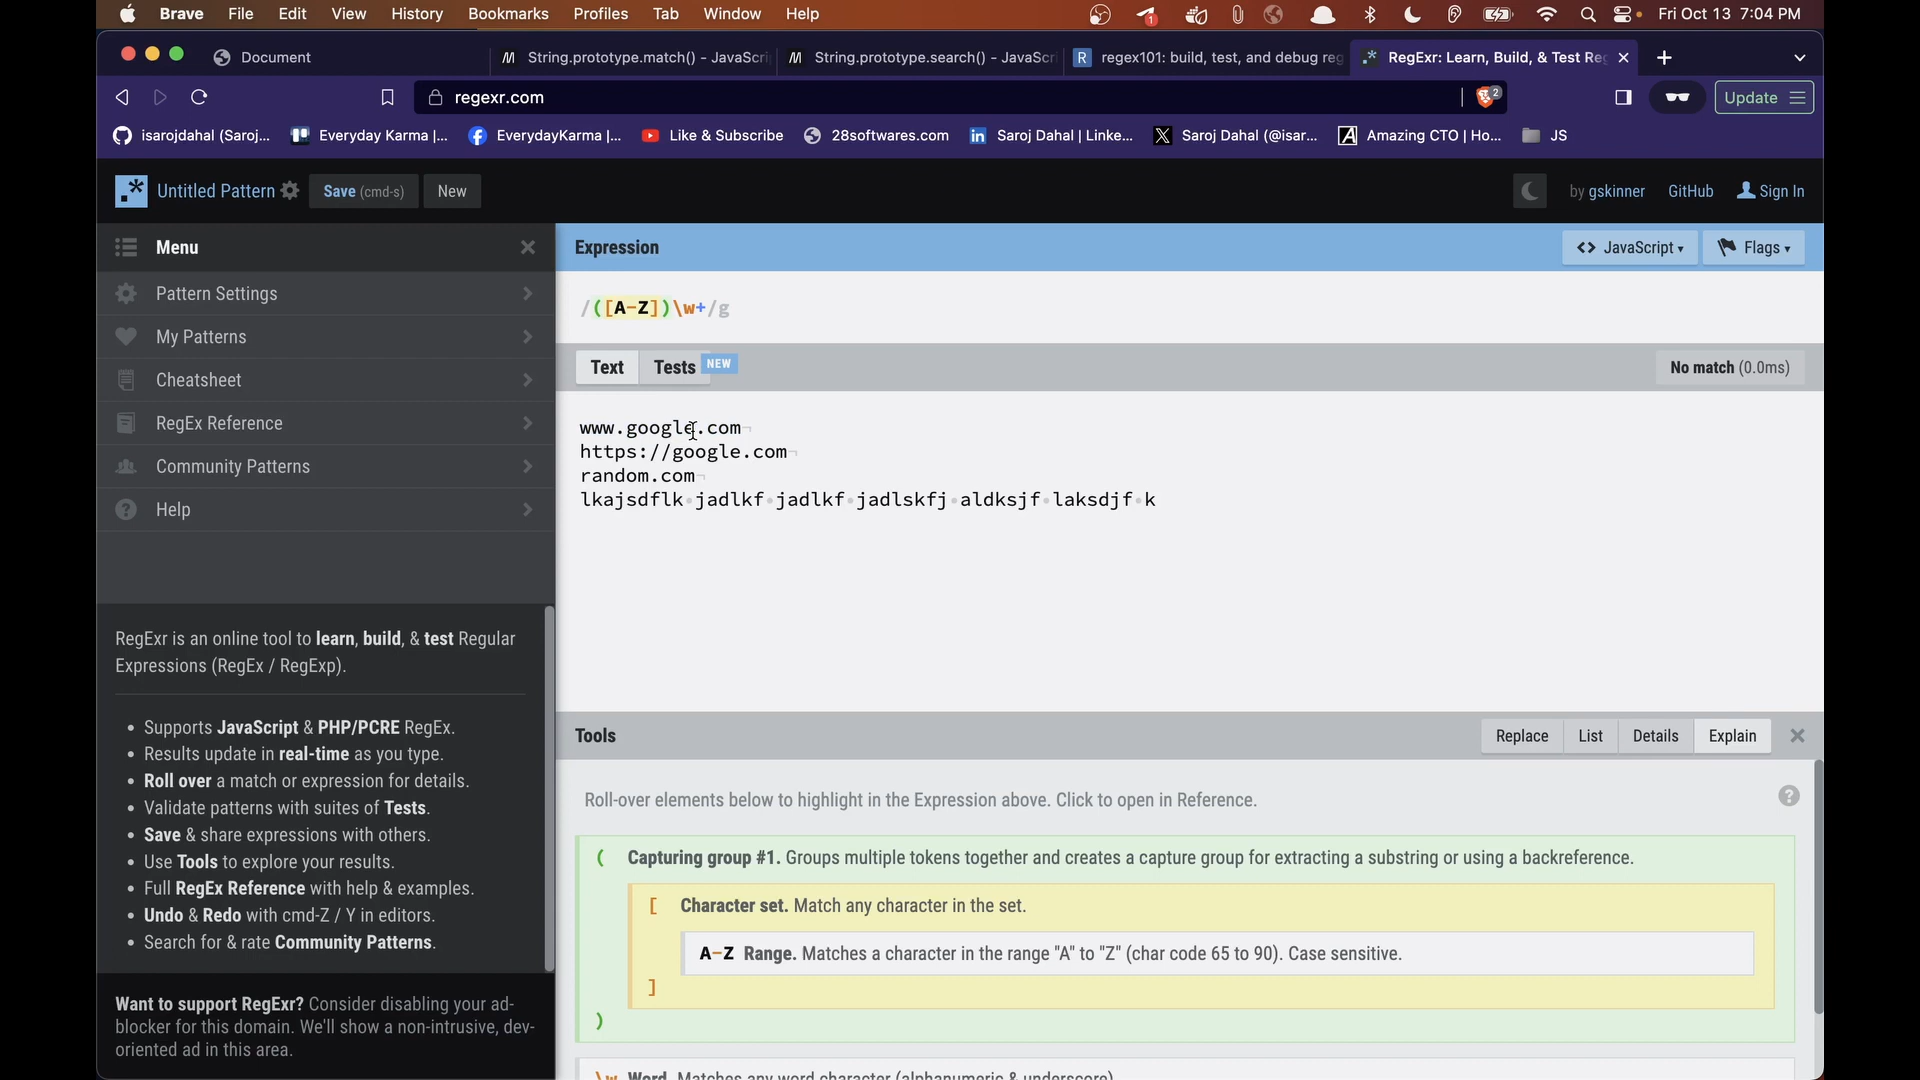 Brave File Edit View History Bookmarks Profiles Tab Window Help 1 Fri Oct 13 7:04 PM
Document String.prototype.match() - JavaScri String.prototype.search() - JavaScr regex101: build, test, and debug reg RegExr: Learn, Build, & Test Reg
regexr.com 2 Update
isarojdahal (Saroj... Everyday Karma |... EverydayKarma |... Like & Subscribe 28softwares.com Saroj Dahal | Linke... Saroj Dahal (@isar... Amazing CTO | Ho... JS
Untitled Pattern Save (cmd-s) New by gskinner GitHub Sign In
Menu
Pattern Settings
My Patterns
Cheatsheet
RegEx Reference
Community Patterns
Help
RegExr is an online tool to learn, build, & test Regular
Expressions (RegEx / RegExp).
• Supports JavaScript & PHP/PCRE RegEx.
• Results update in real-time as you type.
• Roll over a match or expression for details.
• Validate patterns with suites of Tests.
• Save & share expressions with others.
• Use Tools to explore your results.
• Full RegEx Reference with help & examples.
• Undo & Redo with cmd-Z / Y in editors.
• Search for & rate Community Patterns.
Want to support RegExr? Consider disabling your ad-
blocker for this domain. We'll show a non-intrusive, dev-
oriented ad in this area.
Expression <> JavaScript Flags
/([A-Z])\w+/g
Text Tests NEW No match (0.0ms)
www.google.com
https://google.com
random.com
lkajsdflk jadlkf jadlkf jadlskfj aldksjf laksdjf k
Tools Replace List Details Explain
Roll-over elements below to highlight in the Expression above. Click to open in Reference.
( Capturing group #1. Groups multiple tokens together and creates a capture group for extracting a substring or using a backreference.
[ Character set. Match any character in the set.
A-Z Range. Matches a character in the range "A" to "Z" (char code 65 to 90). Case sensitive.
]
)
\w Word. Matches any word character (alphanumeric & underscore).